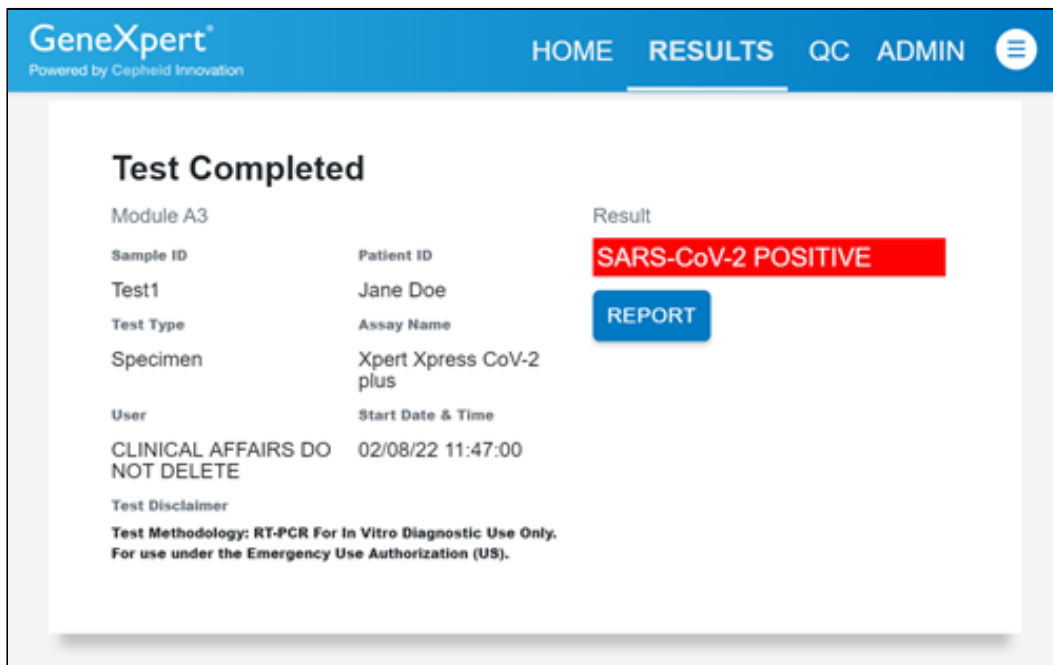 GeneXpert®
Powered by Cepheid Innovation
HOME RESULTS QC ADMIN
Test Completed
Module A3
Result
Sample ID
Patient ID
SARS-CoV-2 POSITIVE
Test1
Jane Doe
REPORT
Test Type
Assay Name
Specimen
Xpert Xpress CoV-2
plus
User
Start Date & Time
CLINICAL AFFAIRS DO
NOT DELETE
02/08/22 11:47:00
Test Disclaimer
Test Methodology: RT-PCR For In Vitro Diagnostic Use Only.
For use under the Emergency Use Authorization (US).